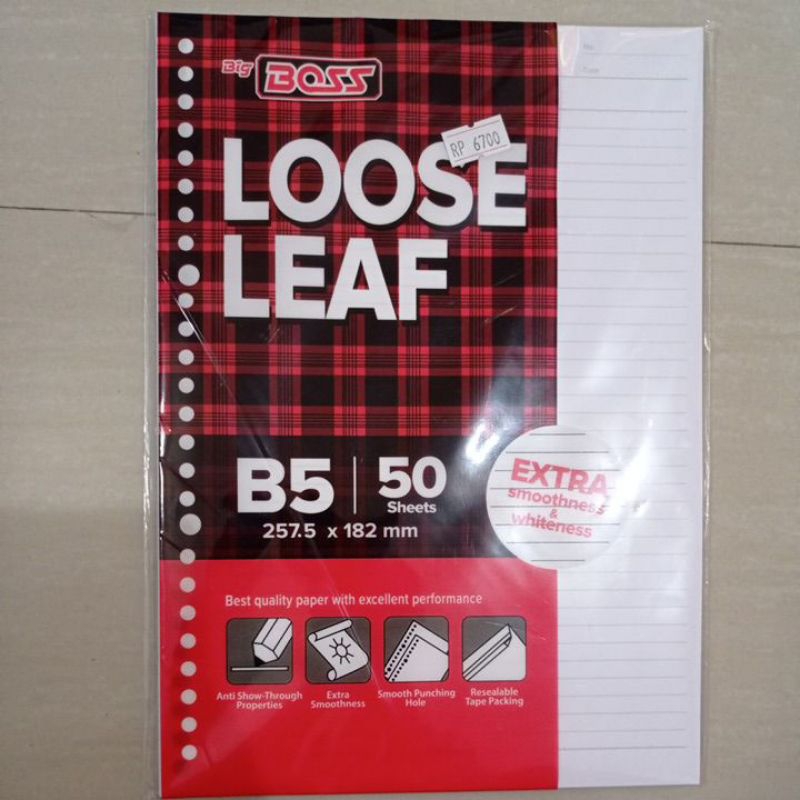 Big BOSS
RP 6700
LOOSE
LEAF
B5 | 50
Sheets
257.5 x 182 mm
EXTRA
smoothness
&
whiteness
Best quality paper with excellent performance
Anti Show-Through
Properties
Extra
Smoothness
Smooth Punching
Hole
Resealable
Tape Packing